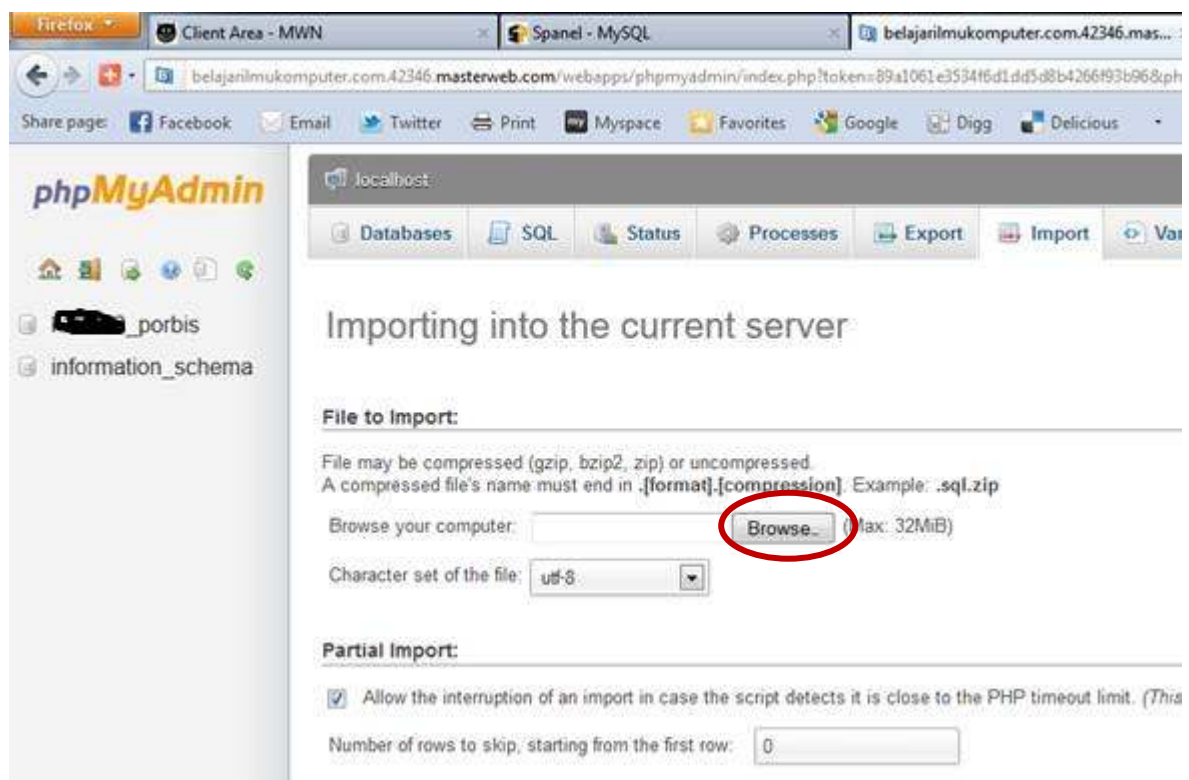 Firefox
Client Area - MWN
Spanel - MySQL
belajarilmukomputer.com.42346.mas...
belajarilmukomputer.com.42346.masterweb.com/webapps/phpmyadmin/index.php?token=89a1061e3534f6d1dd5d8b4266f93b96&ph
Share page: Facebook Email Twitter Print Myspace Favorites Google Digg Delicious
phpMyAdmin
localhost
Databases SQL Status Processes Export Import Var
_porbis
information_schema
Importing into the current server
File to Import:
File may be compressed (gzip, bzip2, zip) or uncompressed.
A compressed file's name must end in .[format].[compression]. Example: .sql.zip
Browse your computer: Browse.. (Max: 32MiB)
Character set of the file: utf-8
Partial Import:
Allow the interruption of an import in case the script detects it is close to the PHP timeout limit. (This
Number of rows to skip, starting from the first row: 0